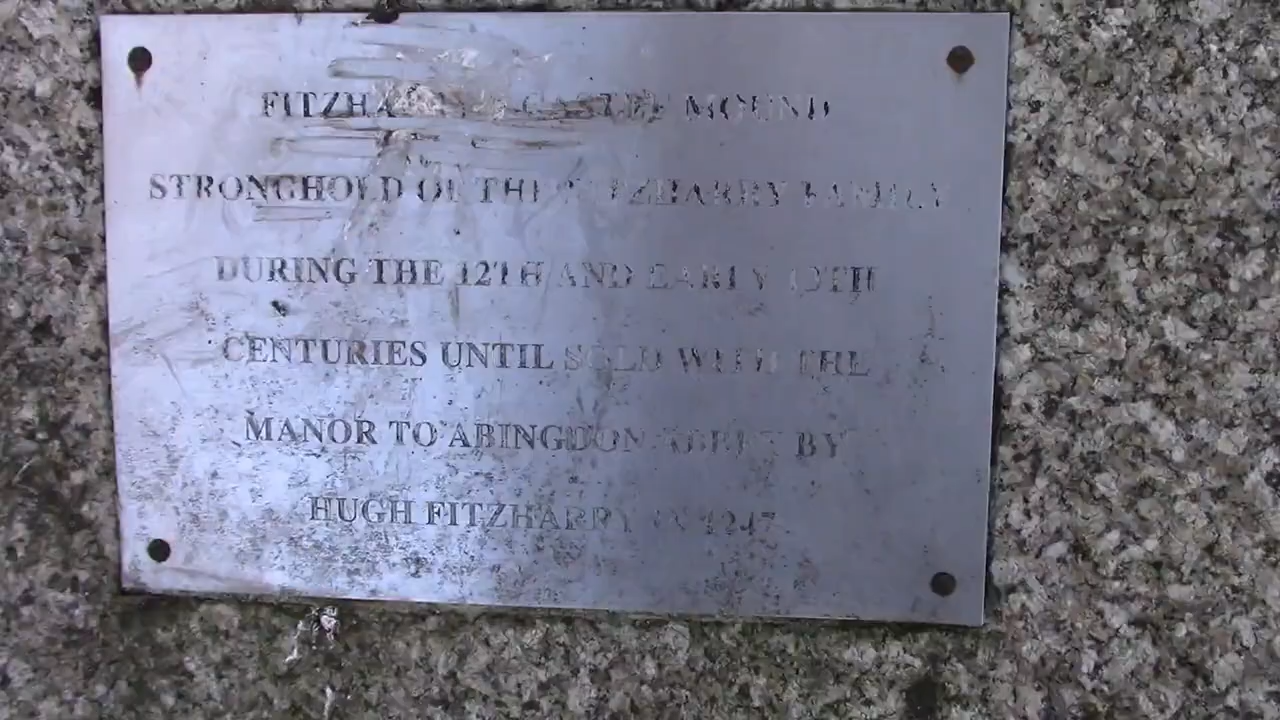 FITZHARRYS CASTLE MOUND
STRONGHOLD OF THE FITZHARRY FAMILY
DURING THE 12TH AND EARLY 13TH
CENTURIES UNTIL SOLD WITH THE
MANOR TO ABINGDON ABBEY BY
HUGH FITZHARRY IN 1247